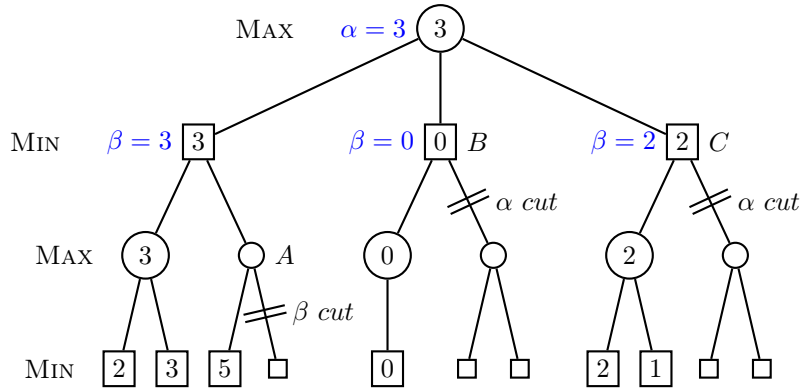 MAX α = 3 3
MIN β = 3 3 β = 0 0 B β = 2 2 C
α cut α cut
MAX 3 A 0 2
β cut
MIN 2 3 5 0 2 1